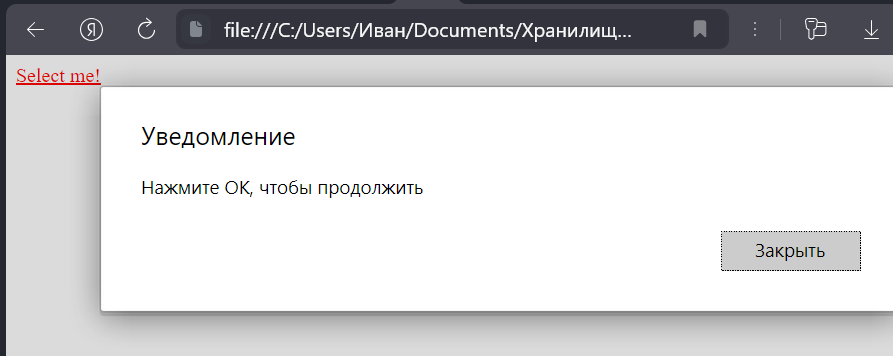 Я
file:///C:/Users/Иван/Documents/Хранилищ...
Select me!
Уведомление
Нажмите ОК, чтобы продолжить
Закрыть